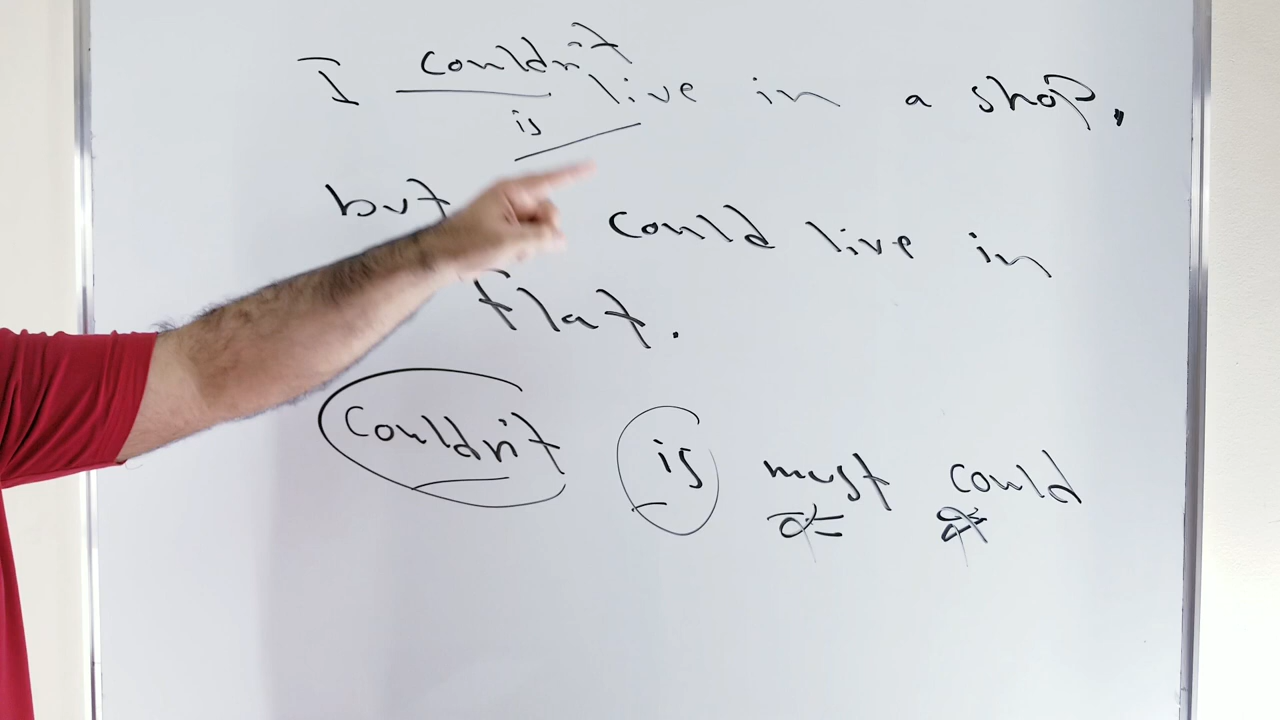 I couldn't live in a shop.
is
but could live in
flat.
couldn't is must could